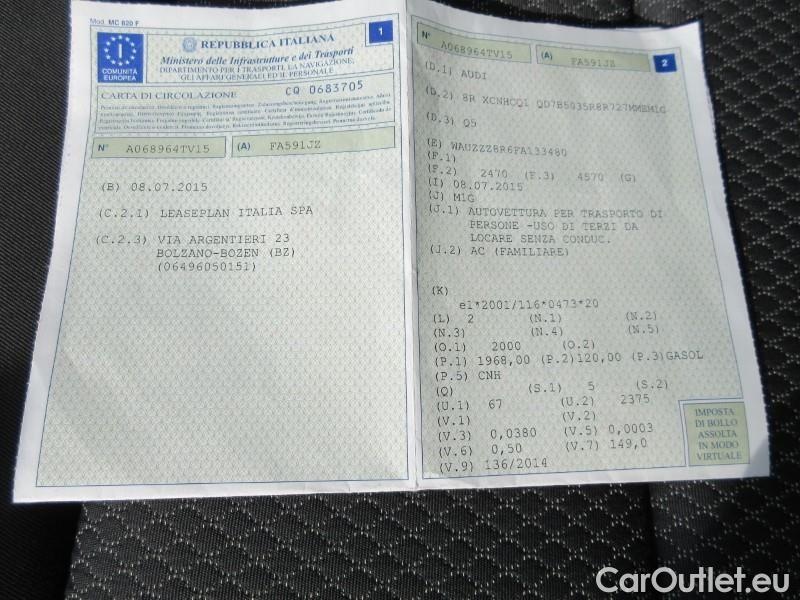 Mod. MC 820 F
1
I
COMUNITÀ
EUROPEA
REPUBBLICA ITALIANA
Ministero delle Infrastrutture e dei Trasporti
DIPARTIMENTO PER I TRASPORTI, LA NAVIGAZIONE,
GLI AFFARI GENERALI ED IL PERSONALE
CARTA DI CIRCOLAZIONE CQ 0683705
N° A068964TV15 (A) FA591JZ
(B) 08.07.2015
(C.2.1) LEASEPLAN ITALIA SPA
(C.2.3) VIA ARGENTIERI 23
BOLZANO-BOZEN (BZ)
(06496050151)
N° A068964TV15 (A) FA591JZ 2
(D.1) AUDI
(D.2) 8R XCNHCQ1 QD7B5Q35R8R727MMEM1G
(D.3) Q5
(E) WAUZZZ8R6FA133480
(F.1)
(F.2) 2470 (F.3) 4570 (G)
(I) 08.07.2015
(J) M1G
(J.1) AUTOVETTURA PER TRASPORTO DI
PERSONE -USO DI TERZI DA
LOCARE SENZA CONDUC.
(J.2) AC (FAMILIARE)
(K)
e1*2001/116*0473*20
(L) 2 (N.1) (N.2)
(N.3) (N.4) (N.5)
(O.1) 2000 (O.2)
(P.1) 1968,00 (P.2)120,00 (P.3)GASOL
(P.5) CNH
(Q) (S.1) 5 (S.2)
(U.1) 67 (U.2) 2375
(V.1) (V.2)
(V.3) 0,0380 (V.5) 0,0003
(V.6) 0,50 (V.7) 149,0
(V.9) 136/2014
IMPOSTA
DI BOLLO
ASSOLTA
IN MODO
VIRTUALE
CarOutlet.eu